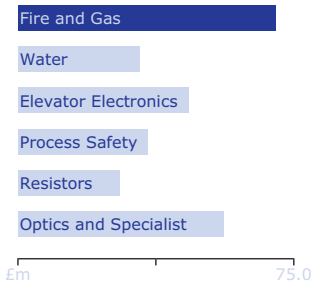 Fire and Gas
Water
Elevator Electronics
Process Safety
Resistors
Optics and Specialist
£m 75.0